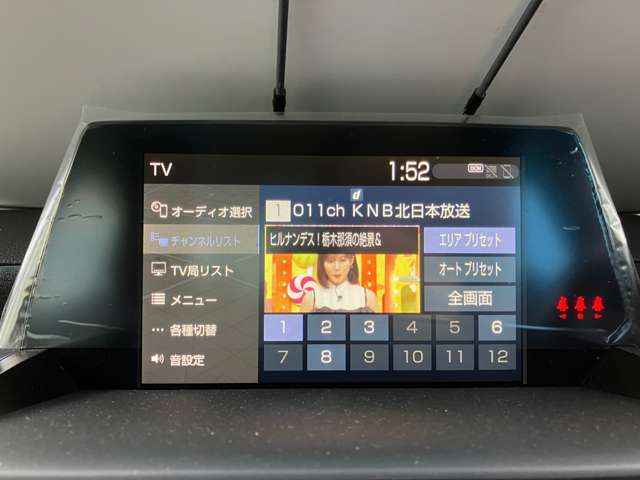 TV
1:52
DCM
オーディオ選択
チャンネルリスト
TV局リスト
メニュー
各種切替
音設定
d
1 011ch KNB北日本放送
ヒルナンデス！栃木那須の絶景&
エリア プリセット
オート プリセット
全画面
1 2 3 4 5 6
7 8 9 10 11 12